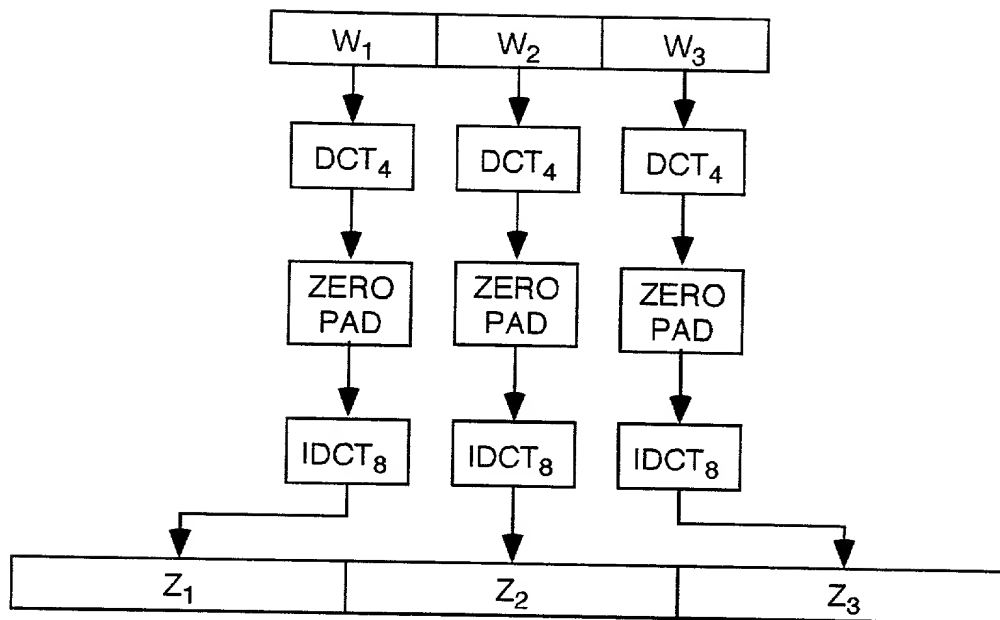 W₁ W₂ W₃
DCT₄ DCT₄ DCT₄
ZERO PAD ZERO PAD ZERO PAD
IDCT₈ IDCT₈ IDCT₈
Z₁ Z₂ Z₃